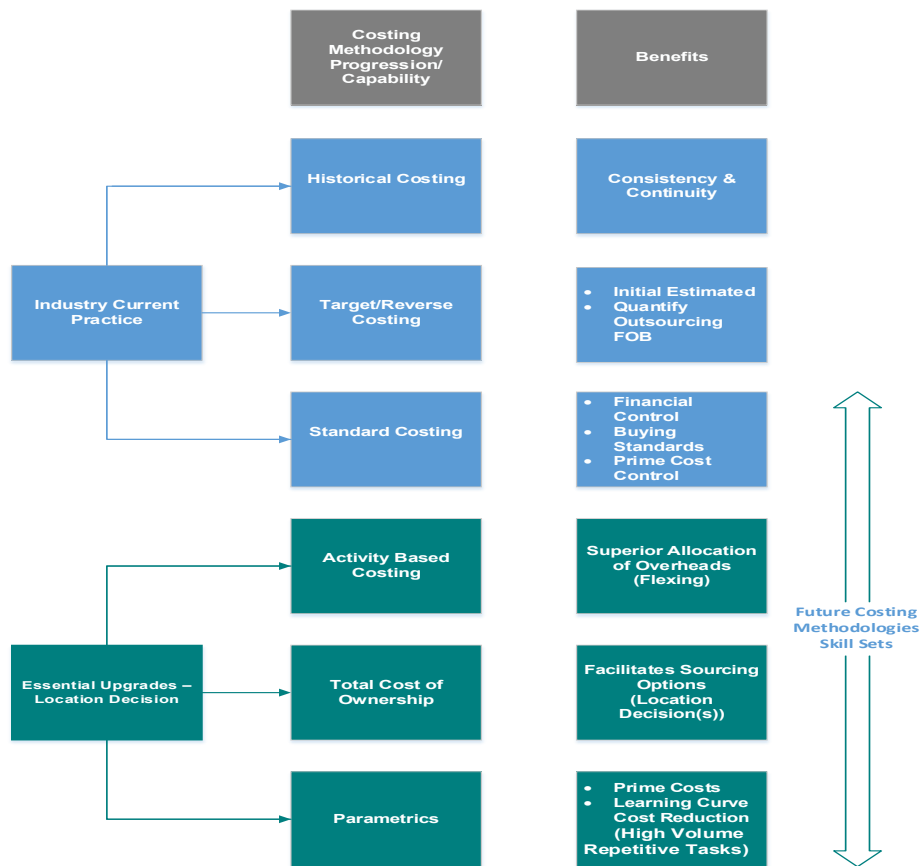 Costing
Methodology
Progression/
Capability
Benefits
Historical Costing
Consistency &
Continuity
Industry Current
Practice
Target/Reverse
Costing
• Initial Estimated
• Quantify
Outsourcing
FOB
Standard Costing
• Financial
Control
• Buying
Standards
• Prime Cost
Control
Activity Based
Costing
Superior Allocation
of Overheads
(Flexing)
Future Costing
Methodologies
Skill Sets
Essential Upgrades –
Location Decision
Total Cost of
Ownership
Facilitates Sourcing
Options
(Location
Decision(s))
Parametrics
• Prime Costs
• Learning Curve
Cost Reduction
(High Volume
Repetitive Tasks)